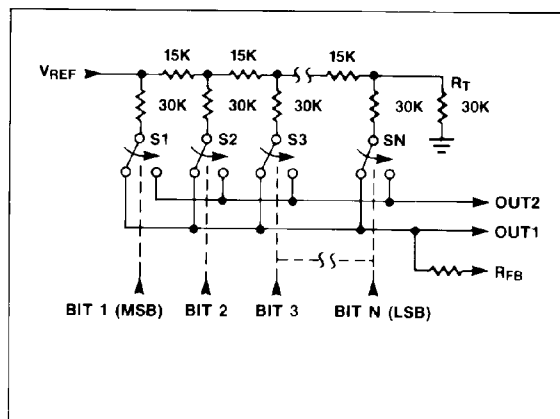 15K 15K 15K
VREF
RT
30K 30K 30K 30K 30K
S1 S2 S3 SN
OUT2
OUT1
RFB
BIT 1 (MSB) BIT 2 BIT 3 BIT N (LSB)